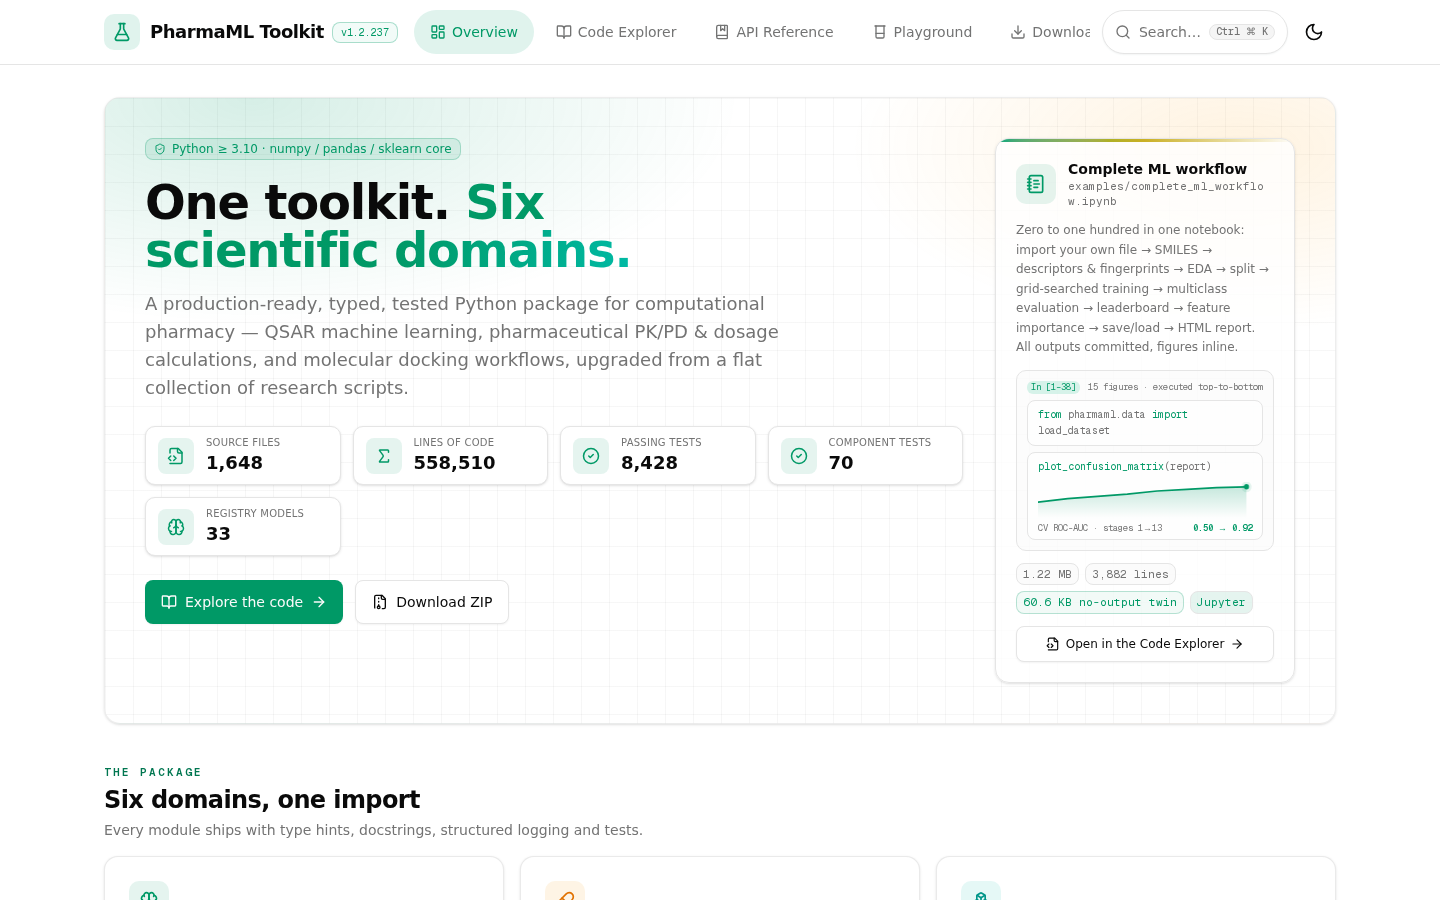 PharmaML Toolkit v1.2.237 Overview Code Explorer API Reference Playground Downloa Search... Ctrl ⌘ K
Python ≥ 3.10 · numpy / pandas / sklearn core
One toolkit. Six
scientific domains.
A production-ready, typed, tested Python package for computational
pharmacy — QSAR machine learning, pharmaceutical PK/PD & dosage
calculations, and molecular docking workflows, upgraded from a flat
collection of research scripts.
SOURCE FILES
1,648
LINES OF CODE
558,510
PASSING TESTS
8,428
COMPONENT TESTS
70
REGISTRY MODELS
33
Explore the code →
Download ZIP
Complete ML workflow
examples/complete_ml_workflo
w.ipynb
Zero to one hundred in one notebook:
import your own file → SMILES →
descriptors & fingerprints → EDA → split →
grid-searched training → multiclass
evaluation → leaderboard → feature
importance → save/load → HTML report.
All outputs committed, figures inline.
In [1–38] 15 figures · executed top-to-bottom
from pharmaml.data import
load_dataset
plot_confusion_matrix(report)
CV ROC-AUC · stages 1→13 0.50 → 0.92
1.22 MB 3,882 lines
60.6 KB no-output twin Jupyter
Open in the Code Explorer →
THE PACKAGE
Six domains, one import
Every module ships with type hints, docstrings, structured logging and tests.